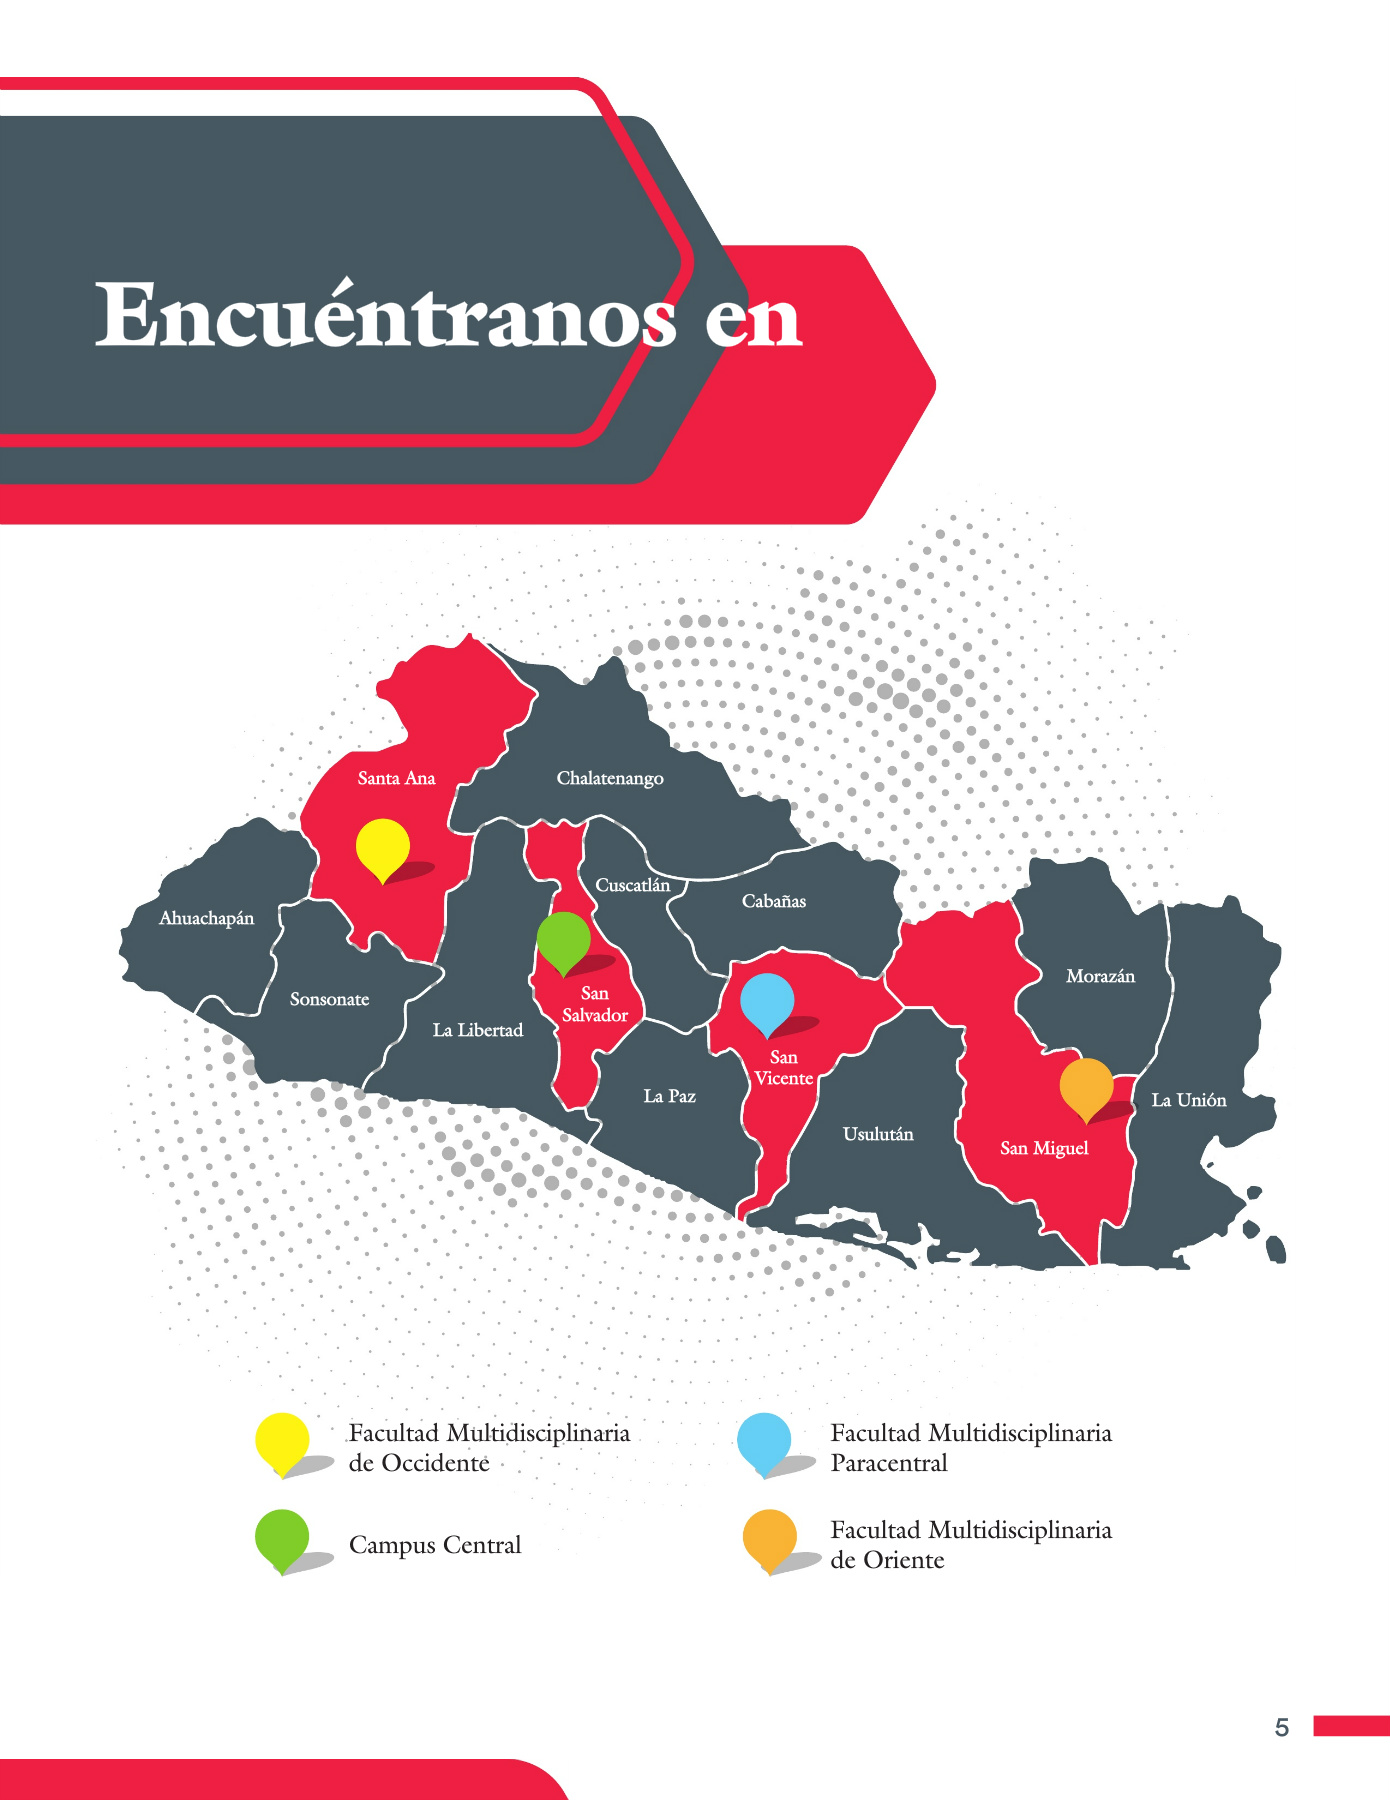 Encuéntranos en
Santa Ana
Chalatenango
Cuscatlán
Cabañas
Ahuachapán
Morazán
Sonsonate
San
Salvador
La Libertad
San
Vicente
La Paz
La Unión
Usulután
San Miguel
Facultad Multidisciplinaria
de Occidente
Facultad Multidisciplinaria
Paracentral
Campus Central
Facultad Multidisciplinaria
de Oriente
5